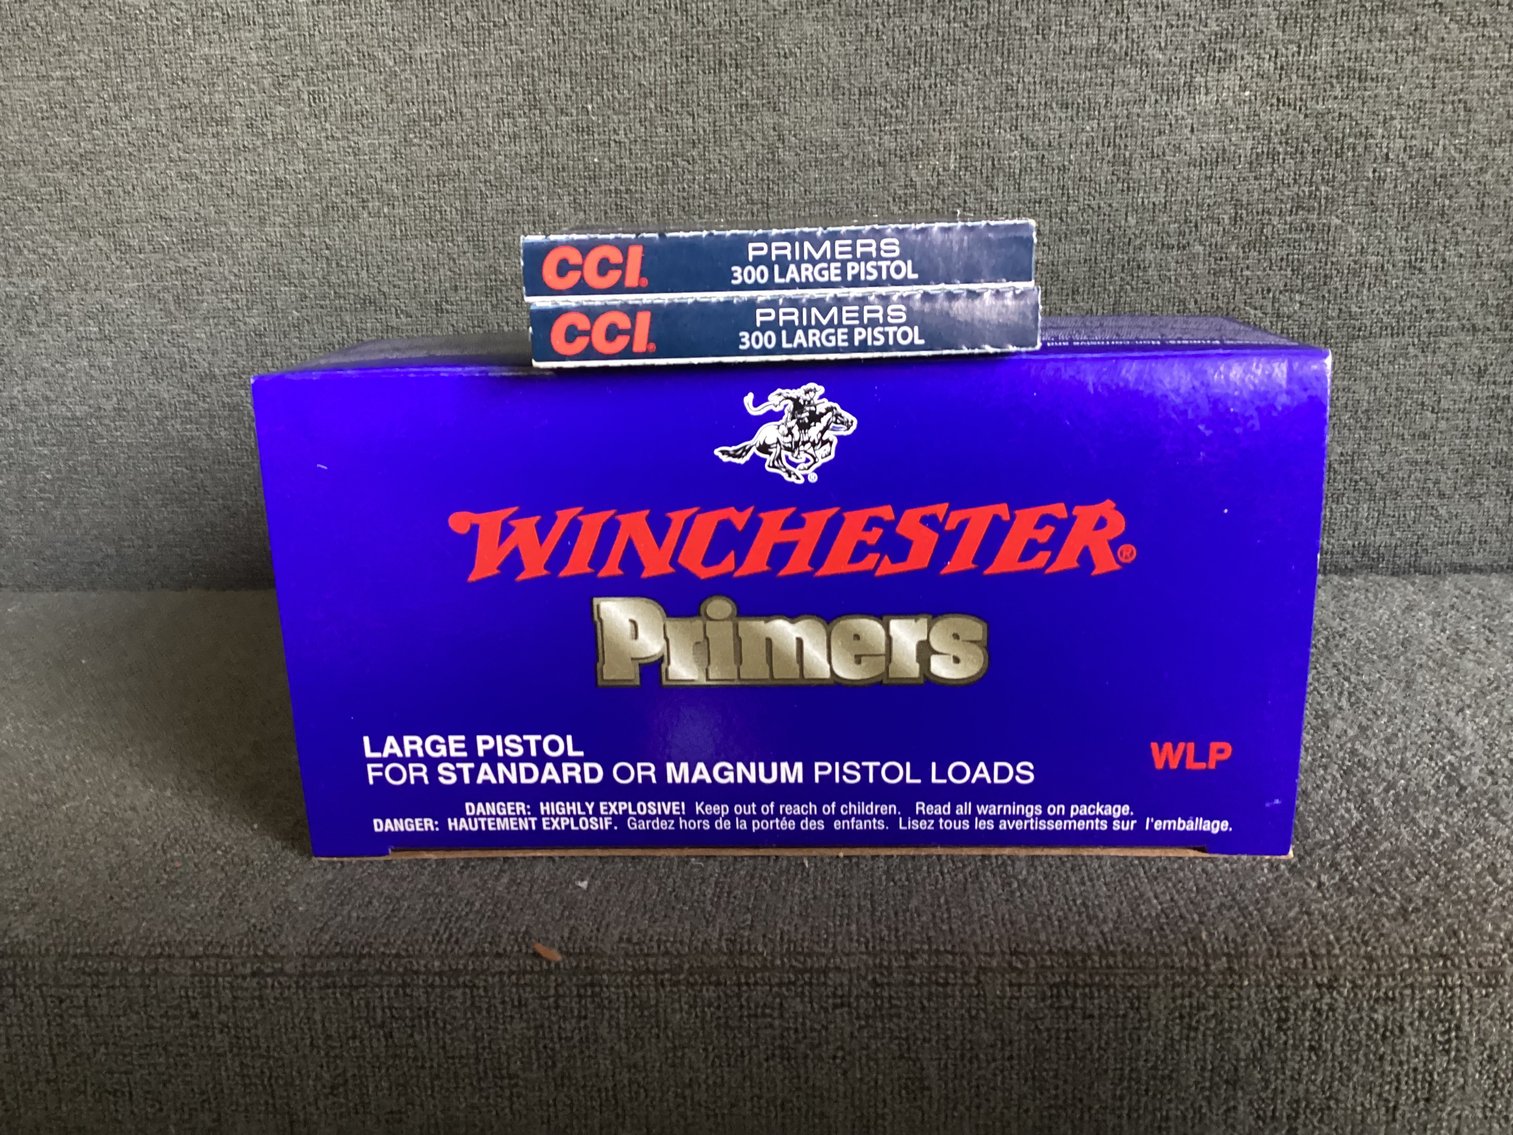 CCI PRIMERS
300 LARGE PISTOL
CCI PRIMERS
300 LARGE PISTOL
WINCHESTER®
Primers
LARGE PISTOL
FOR STANDARD OR MAGNUM PISTOL LOADS
WLP
DANGER: HIGHLY EXPLOSIVE! Keep out of reach of children. Read all warnings on package.
DANGER: HAUTEMENT EXPLOSIF. Gardez hors de la portée des enfants. Lisez tous les avertissements sur l'emballage.